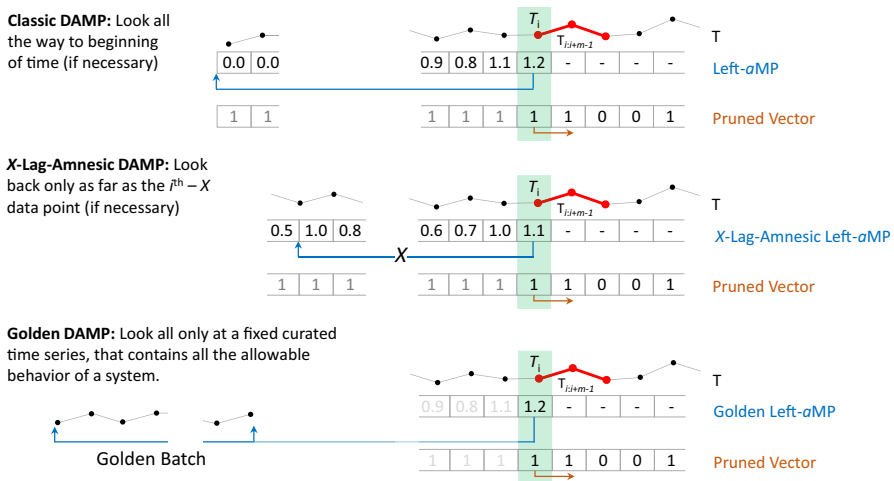 Classic DAMP: Look all
the way to beginning
of time (if necessary)
Ti
Ti:i+m-1
T
0.0 0.0 0.9 0.8 1.1 1.2 - - - -
Left-aMP
1 1 1 1 1 1 1 0 0 1
Pruned Vector
X-Lag-Amnesic DAMP: Look
back only as far as the ith – X
data point (if necessary)
Ti
Ti:i+m-1
T
0.5 1.0 0.8 0.6 0.7 1.0 1.1 - - - -
X-Lag-Amnesic Left-aMP
X
1 1 1 1 1 1 1 1 0 0 1
Pruned Vector
Golden DAMP: Look all only at a fixed curated
time series, that contains all the allowable
behavior of a system.
Ti
Ti:i+m-1
T
0.9 0.8 1.1 1.2 - - - -
Golden Left-aMP
Golden Batch
1 1 1 1 1 0 0 1
Pruned Vector